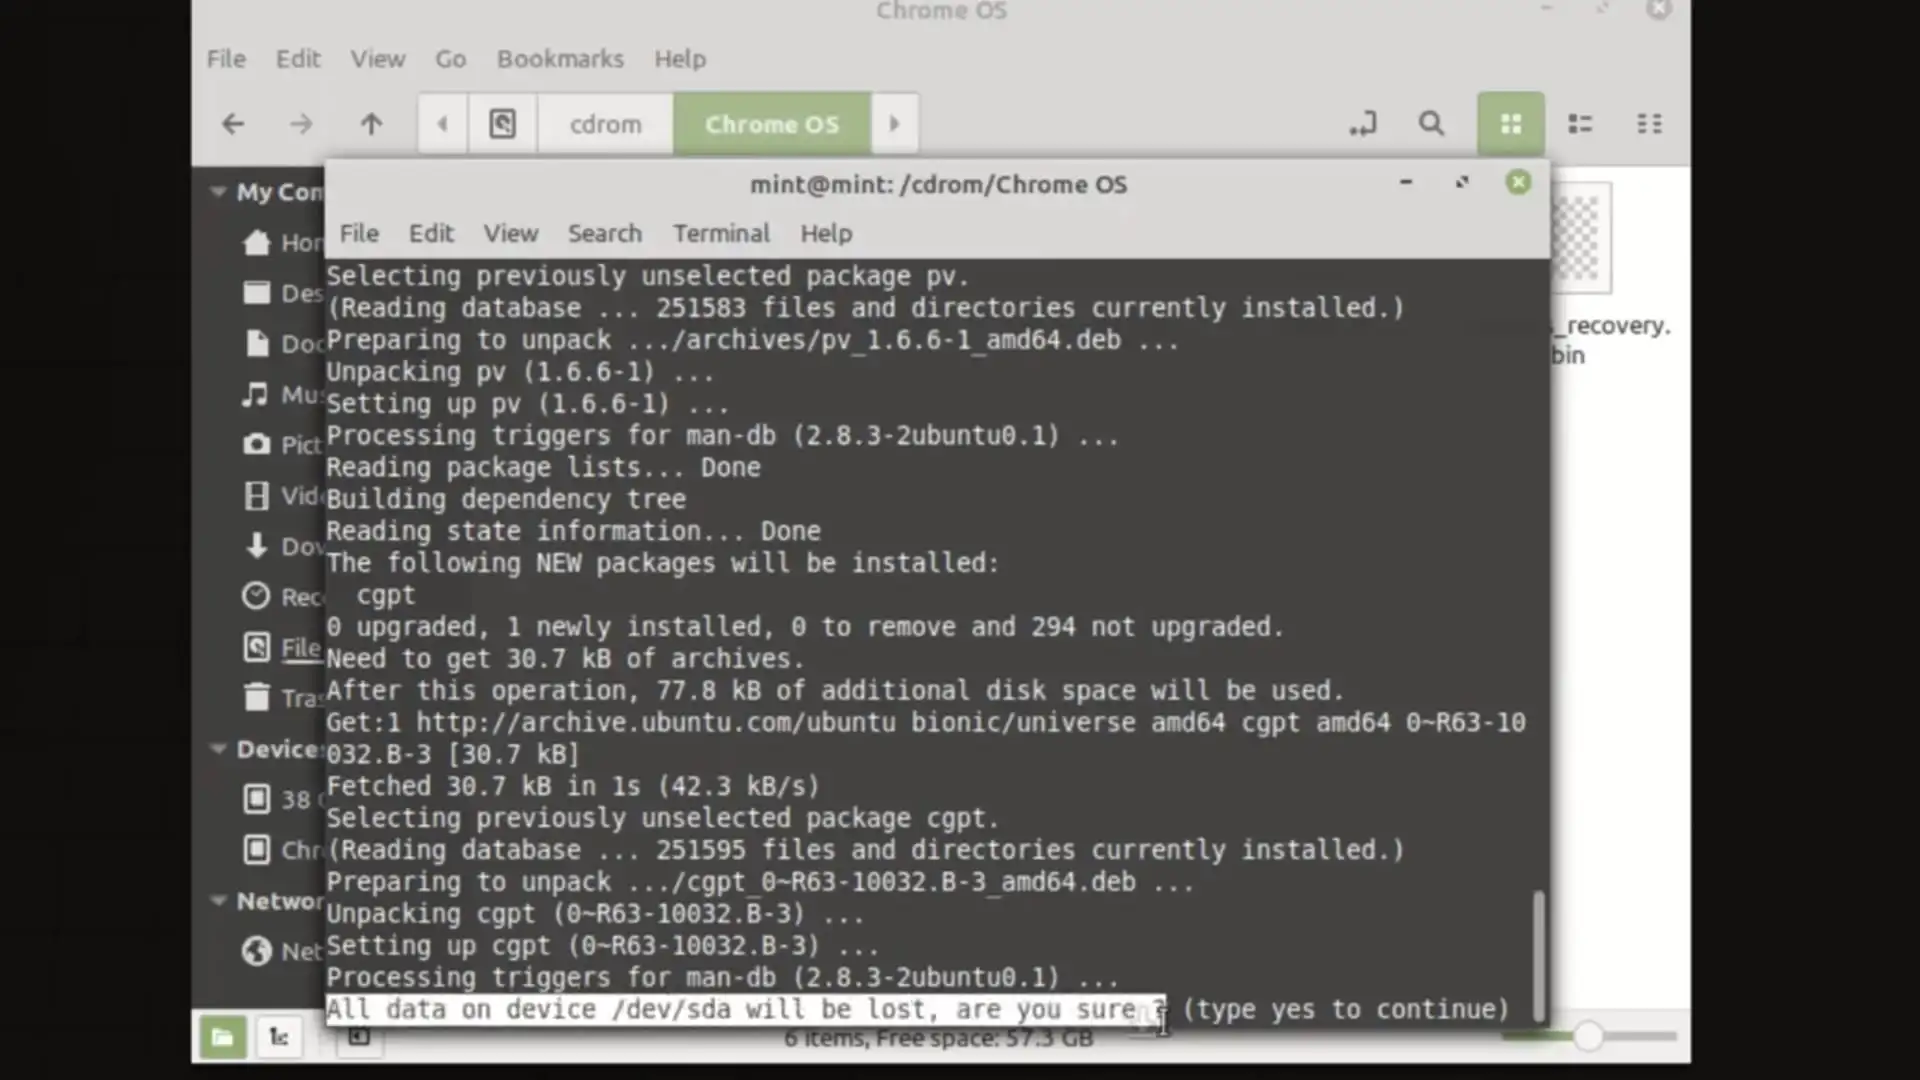 Chrome OS
File Edit View Go Bookmarks Help
cdrom Chrome OS
My Com
Hom
Des
Doc
Mus
Pict
Vid
Dow
Rec
File
Tras
Devices
38 G
Chr
Networ
Net
mint@mint: /cdrom/Chrome OS
File Edit View Search Terminal Help
Selecting previously unselected package pv.
(Reading database ... 251583 files and directories currently installed.)
Preparing to unpack .../archives/pv_1.6.6-1_amd64.deb ...
Unpacking pv (1.6.6-1) ...
Setting up pv (1.6.6-1) ...
Processing triggers for man-db (2.8.3-2ubuntu0.1) ...
Reading package lists... Done
Building dependency tree
Reading state information... Done
The following NEW packages will be installed:
cgpt
0 upgraded, 1 newly installed, 0 to remove and 294 not upgraded.
Need to get 30.7 kB of archives.
After this operation, 77.8 kB of additional disk space will be used.
Get:1 http://archive.ubuntu.com/ubuntu bionic/universe amd64 cgpt amd64 0~R63-10
032.B-3 [30.7 kB]
Fetched 30.7 kB in 1s (42.3 kB/s)
Selecting previously unselected package cgpt.
(Reading database ... 251595 files and directories currently installed.)
Preparing to unpack .../cgpt_0~R63-10032.B-3_amd64.deb ...
Unpacking cgpt (0~R63-10032.B-3) ...
Setting up cgpt (0~R63-10032.B-3) ...
Processing triggers for man-db (2.8.3-2ubuntu0.1) ...
All data on device /dev/sda will be lost, are you sure ? (type yes to continue)
_recovery.
bin
6 items, Free space: 57.3 GB